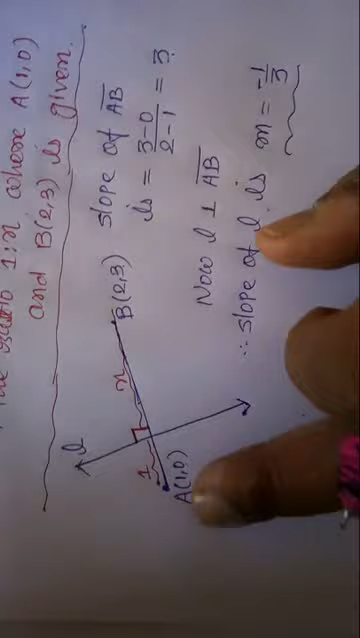 ratio 1:n where A(1,0)
and B(2,3) is given.
slope of AB
is = 3-0/2-1 = 3
Now l ⊥ AB
∴ slope of l is m = -1/3
l
1
n
A(1,0)
B(2,3)